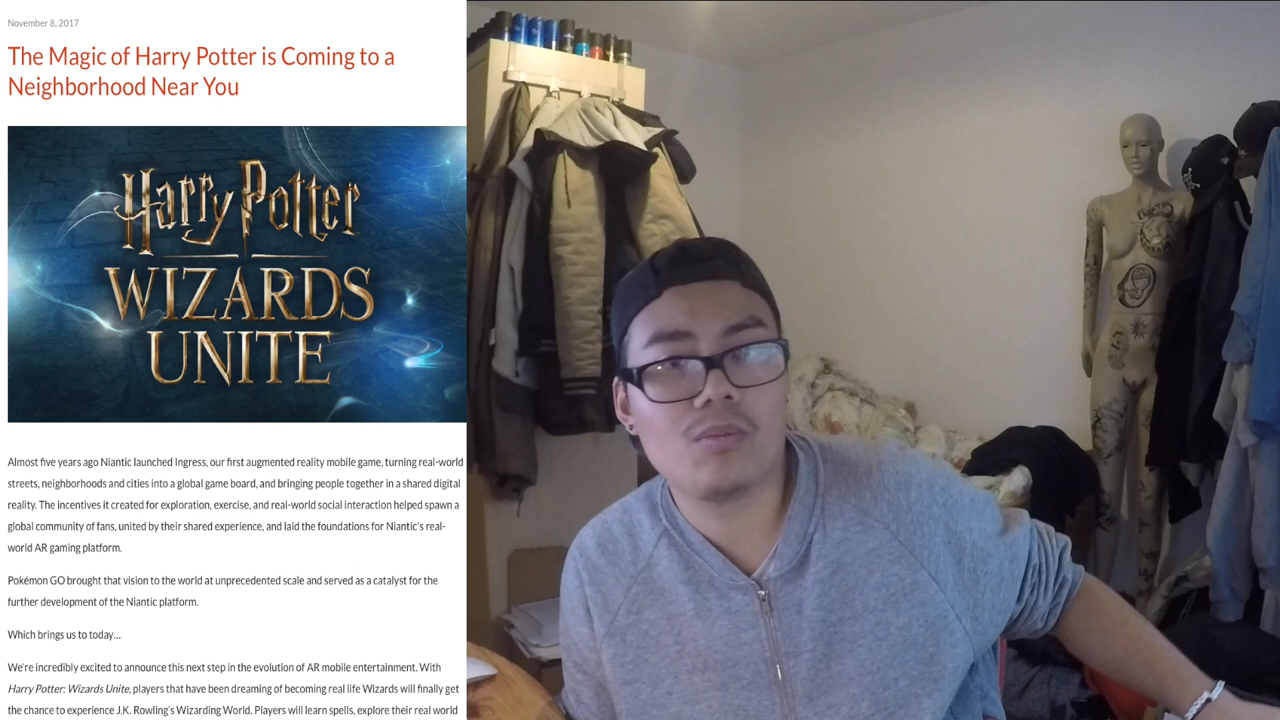 November 8, 2017
The Magic of Harry Potter is Coming to a
Neighborhood Near You
Harry Potter
WIZARDS
UNITE
Almost five years ago Niantic launched Ingress, our first augmented reality mobile game, turning real-world
streets, neighborhoods and cities into a global game board, and bringing people together in a shared digital
reality. The incentives it created for exploration, exercise, and real-world social interaction helped spawn a
global community of fans, united by their shared experience, and laid the foundations for Niantic's real-
world AR gaming platform.
Pokémon GO brought that vision to the world at unprecedented scale and served as a catalyst for the
further development of the Niantic platform.
Which brings us to today…
We're incredibly excited to announce this next step in the evolution of AR mobile entertainment. With
Harry Potter: Wizards Unite, players that have been dreaming of becoming real life Wizards will finally get
the chance to experience J.K. Rowling's Wizarding World. Players will learn spells, explore their real world